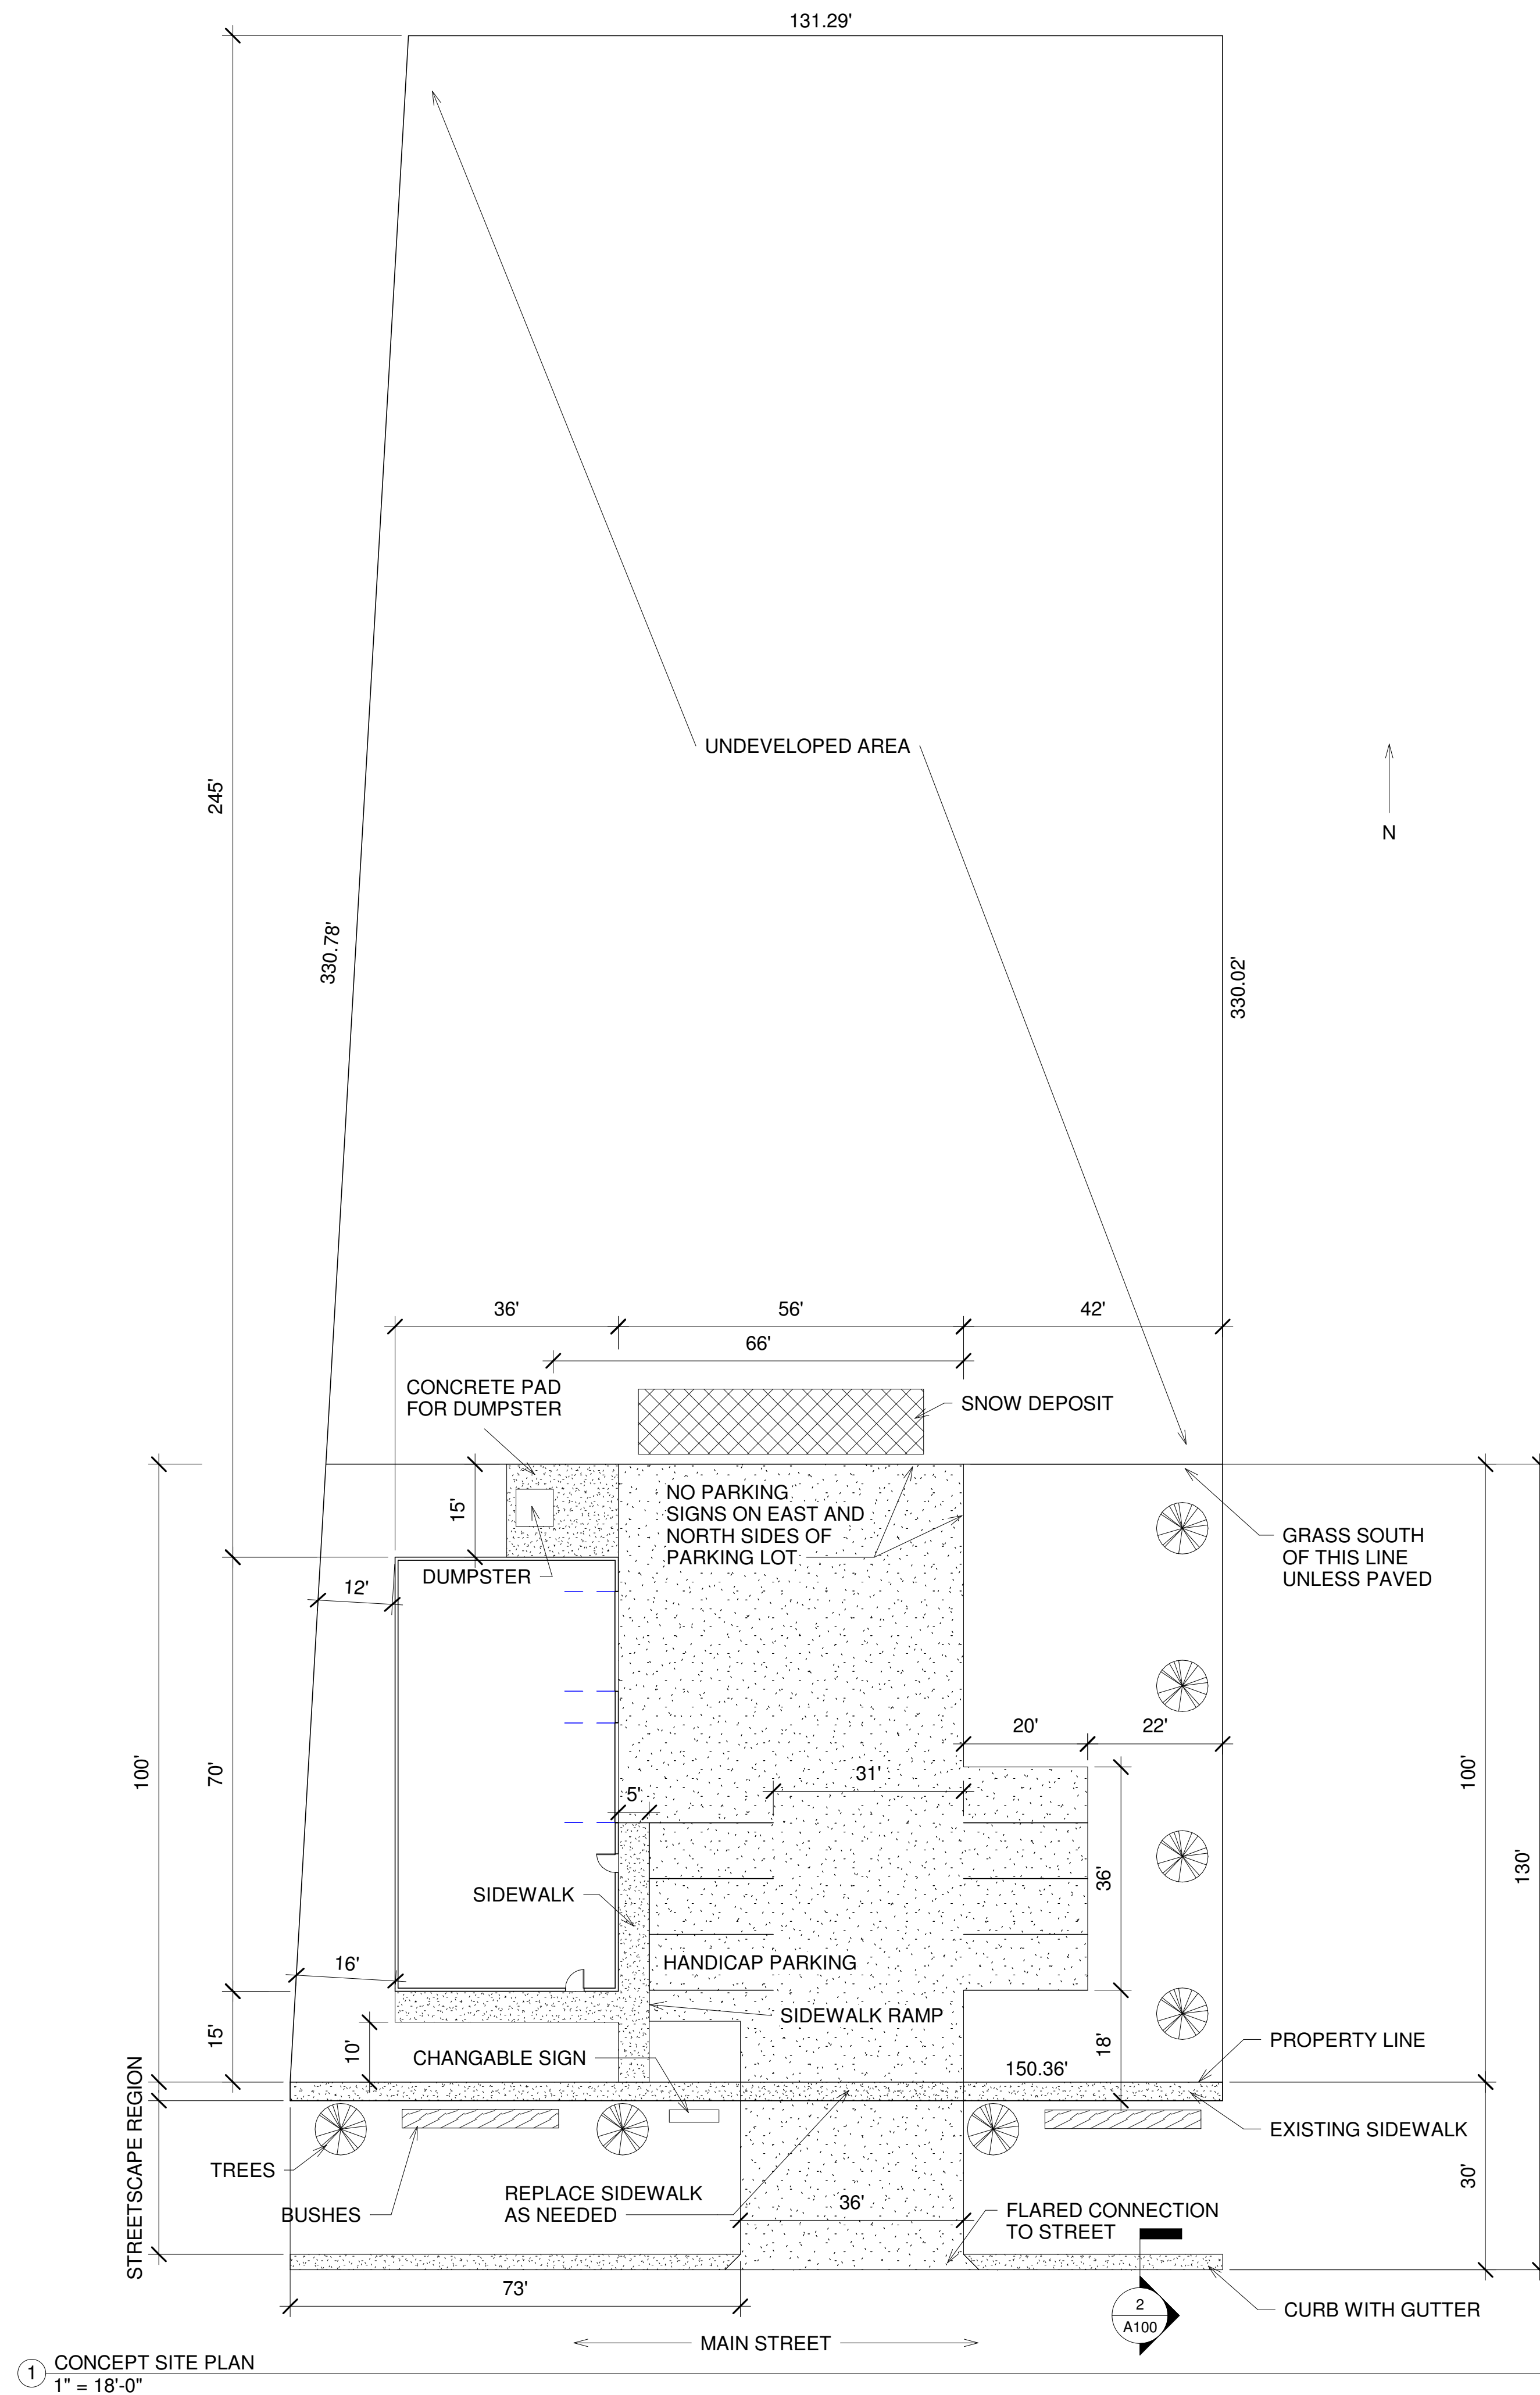 131.29'
UNDEVELOPED AREA
245'
N
330.78'
330.02'
36'
56'
42'
66'
CONCRETE PAD
FOR DUMPSTER
SNOW DEPOSIT
15'
NO PARKING
SIGNS ON EAST AND
NORTH SIDES OF
PARKING LOT
GRASS SOUTH
OF THIS LINE
UNLESS PAVED
DUMPSTER
12'
20'
22'
100'
70'
31'
5'
100'
130'
36'
SIDEWALK
HANDICAP PARKING
16'
SIDEWALK RAMP
15'
10'
CHANGABLE SIGN
18'
150.36'
PROPERTY LINE
STREETSCAPE REGION
EXISTING SIDEWALK
TREES
BUSHES
REPLACE SIDEWALK
AS NEEDED
36'
FLARED CONNECTION
TO STREET
30'
73'
2
A100
CURB WITH GUTTER
MAIN STREET
1
CONCEPT SITE PLAN
1" = 18'-0"